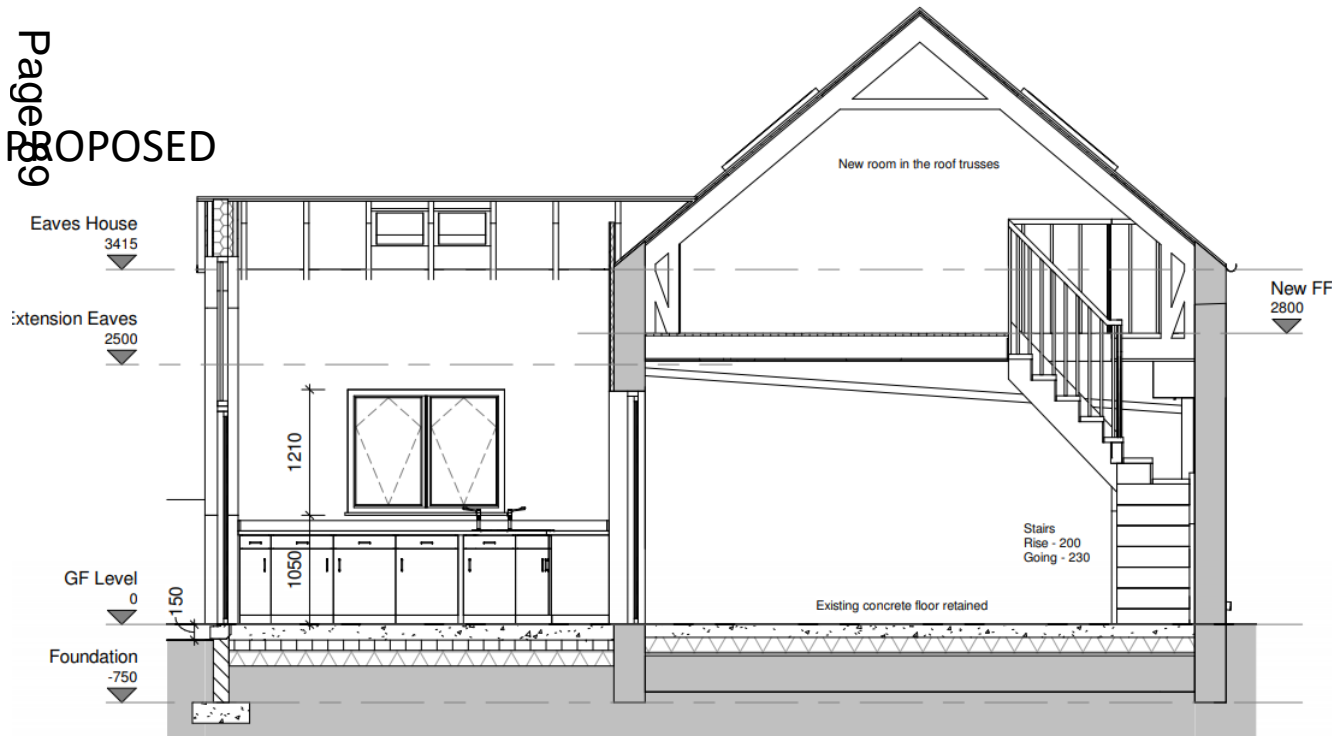 Page 89
PROPOSED
Eaves House
3415
Extension Eaves
2500
GF Level
0
150
Foundation
-750
1210
1050
New room in the roof trusses
New FF
2800
Stairs
Rise - 200
Going - 230
Existing concrete floor retained